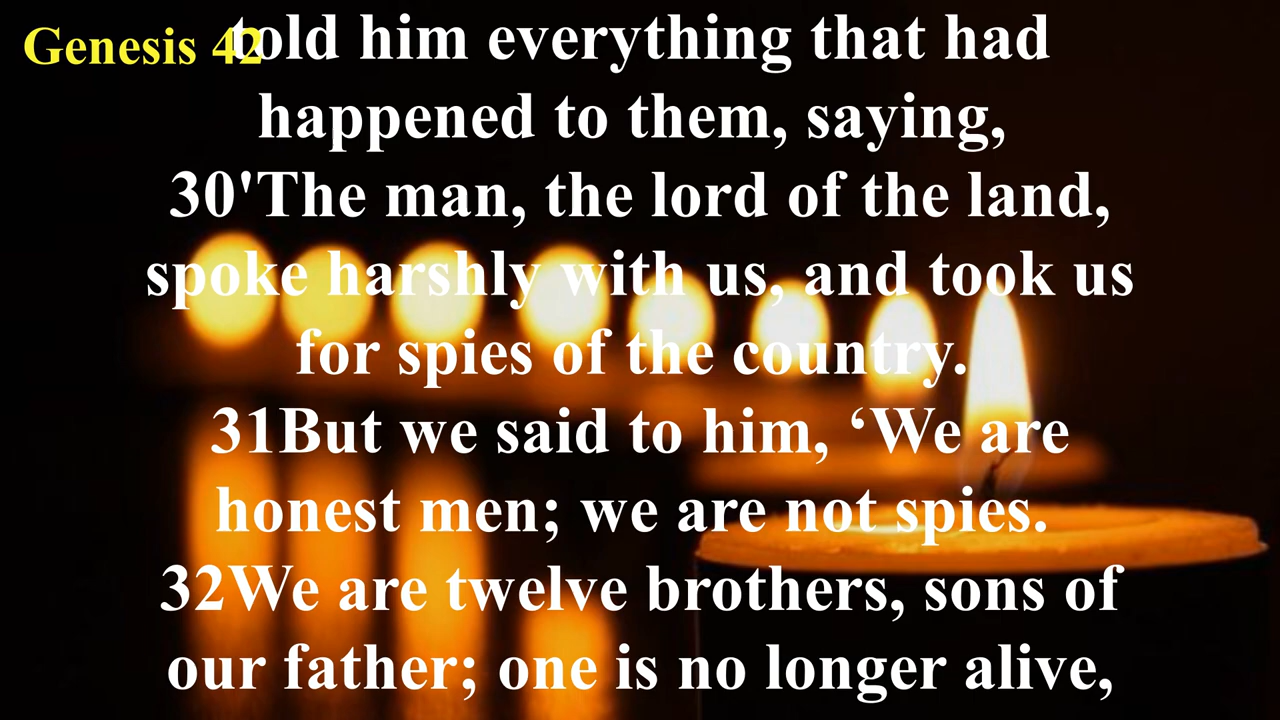 Genesis 42
told him everything that had
happened to them, saying,
30'The man, the lord of the land,
spoke harshly with us, and took us
for spies of the country.
31But we said to him, ‘We are
honest men; we are not spies.
32We are twelve brothers, sons of
our father; one is no longer alive,